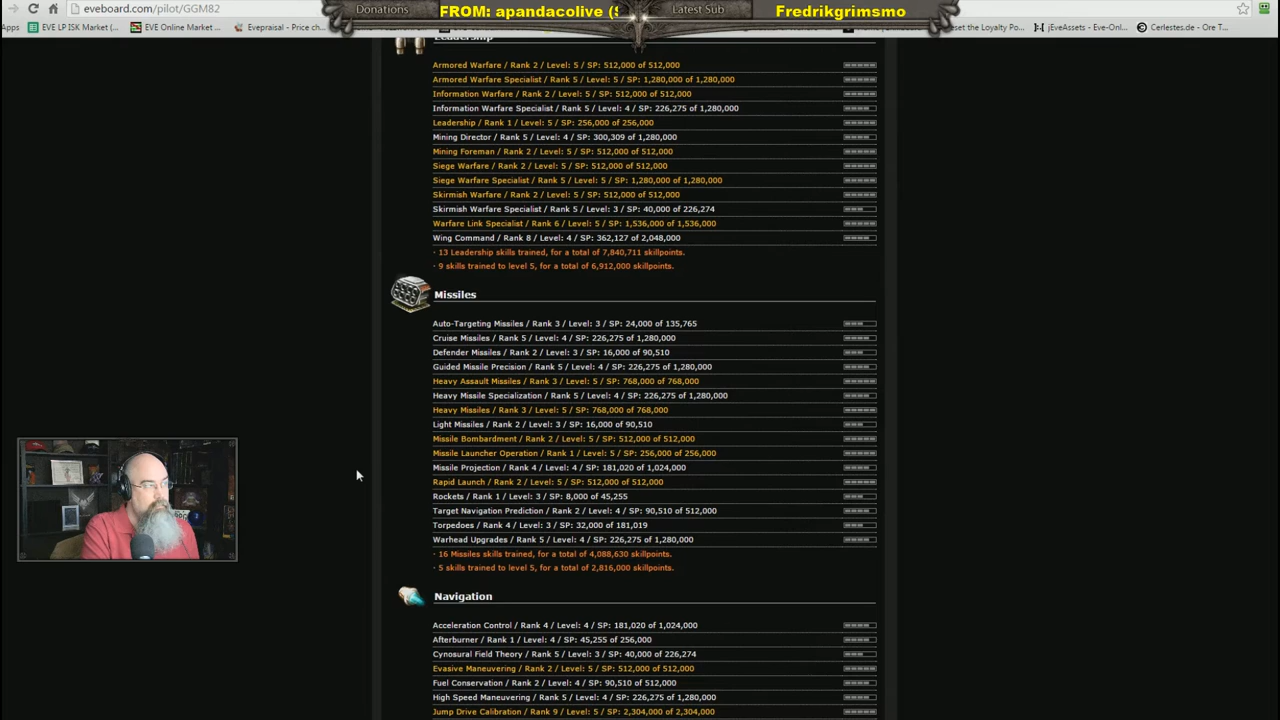 eveboard.com/pilot/GGM82
Donations
FROM: apandacolive (
Latest Sub
Fredrikgrimsmo
Apps
EVE LP ISK Market (...
EVE Online Market ...
Evepraisal - Price ch...
eset the Loyalty Po...
jEveAssets - Eve-Onl...
Cerlestes.de - Ore T...
Leadership
Armored Warfare / Rank 2 / Level: 5 / SP: 512,000 of 512,000
Armored Warfare Specialist / Rank 5 / Level: 5 / SP: 1,280,000 of 1,280,000
Information Warfare / Rank 2 / Level: 5 / SP: 512,000 of 512,000
Information Warfare Specialist / Rank 5 / Level: 4 / SP: 226,275 of 1,280,000
Leadership / Rank 1 / Level: 5 / SP: 256,000 of 256,000
Mining Director / Rank 5 / Level: 4 / SP: 300,309 of 1,280,000
Mining Foreman / Rank 2 / Level: 5 / SP: 512,000 of 512,000
Siege Warfare / Rank 2 / Level: 5 / SP: 512,000 of 512,000
Siege Warfare Specialist / Rank 5 / Level: 5 / SP: 1,280,000 of 1,280,000
Skirmish Warfare / Rank 2 / Level: 5 / SP: 512,000 of 512,000
Skirmish Warfare Specialist / Rank 5 / Level: 3 / SP: 40,000 of 226,274
Warfare Link Specialist / Rank 6 / Level: 5 / SP: 1,536,000 of 1,536,000
Wing Command / Rank 8 / Level: 4 / SP: 362,127 of 2,048,000
· 13 Leadership skills trained, for a total of 7,840,711 skillpoints.
· 9 skills trained to level 5, for a total of 6,912,000 skillpoints.
Missiles
Auto-Targeting Missiles / Rank 3 / Level: 3 / SP: 24,000 of 135,765
Cruise Missiles / Rank 5 / Level: 4 / SP: 226,275 of 1,280,000
Defender Missiles / Rank 2 / Level: 3 / SP: 16,000 of 90,510
Guided Missile Precision / Rank 5 / Level: 4 / SP: 226,275 of 1,280,000
Heavy Assault Missiles / Rank 3 / Level: 5 / SP: 768,000 of 768,000
Heavy Missile Specialization / Rank 5 / Level: 4 / SP: 226,275 of 1,280,000
Heavy Missiles / Rank 3 / Level: 5 / SP: 768,000 of 768,000
Light Missiles / Rank 2 / Level: 3 / SP: 16,000 of 90,510
Missile Bombardment / Rank 2 / Level: 5 / SP: 512,000 of 512,000
Missile Launcher Operation / Rank 1 / Level: 5 / SP: 256,000 of 256,000
Missile Projection / Rank 4 / Level: 4 / SP: 181,020 of 1,024,000
Rapid Launch / Rank 2 / Level: 5 / SP: 512,000 of 512,000
Rockets / Rank 1 / Level: 3 / SP: 8,000 of 45,255
Target Navigation Prediction / Rank 2 / Level: 4 / SP: 90,510 of 512,000
Torpedoes / Rank 4 / Level: 3 / SP: 32,000 of 181,019
Warhead Upgrades / Rank 5 / Level: 4 / SP: 226,275 of 1,280,000
· 16 Missiles skills trained, for a total of 4,088,630 skillpoints.
· 5 skills trained to level 5, for a total of 2,816,000 skillpoints.
Navigation
Acceleration Control / Rank 4 / Level: 4 / SP: 181,020 of 1,024,000
Afterburner / Rank 1 / Level: 4 / SP: 45,255 of 256,000
Cynosural Field Theory / Rank 5 / Level: 3 / SP: 40,000 of 226,274
Evasive Maneuvering / Rank 2 / Level: 5 / SP: 512,000 of 512,000
Fuel Conservation / Rank 2 / Level: 4 / SP: 90,510 of 512,000
High Speed Maneuvering / Rank 5 / Level: 4 / SP: 226,275 of 1,280,000
Jump Drive Calibration / Rank 9 / Level: 5 / SP: 2,304,000 of 2,304,000